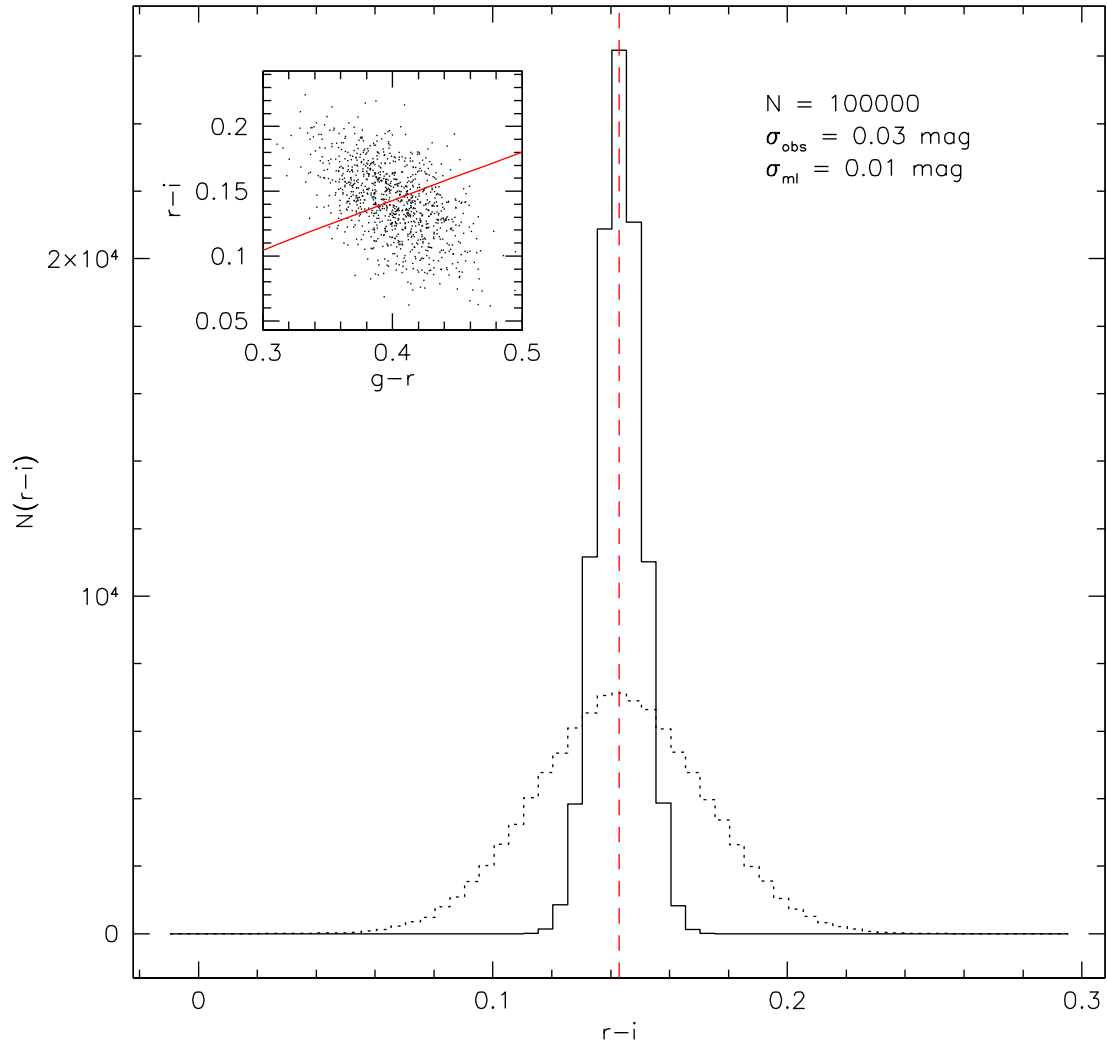 N = 100000
σobs = 0.03 mag
σml = 0.01 mag
0.2
0.15
0.1
0.05
r−i
0.3 0.4 0.5
g−r
2×10⁴
10⁴
0
N(r−i)
0 0.1 0.2 0.3
r−i